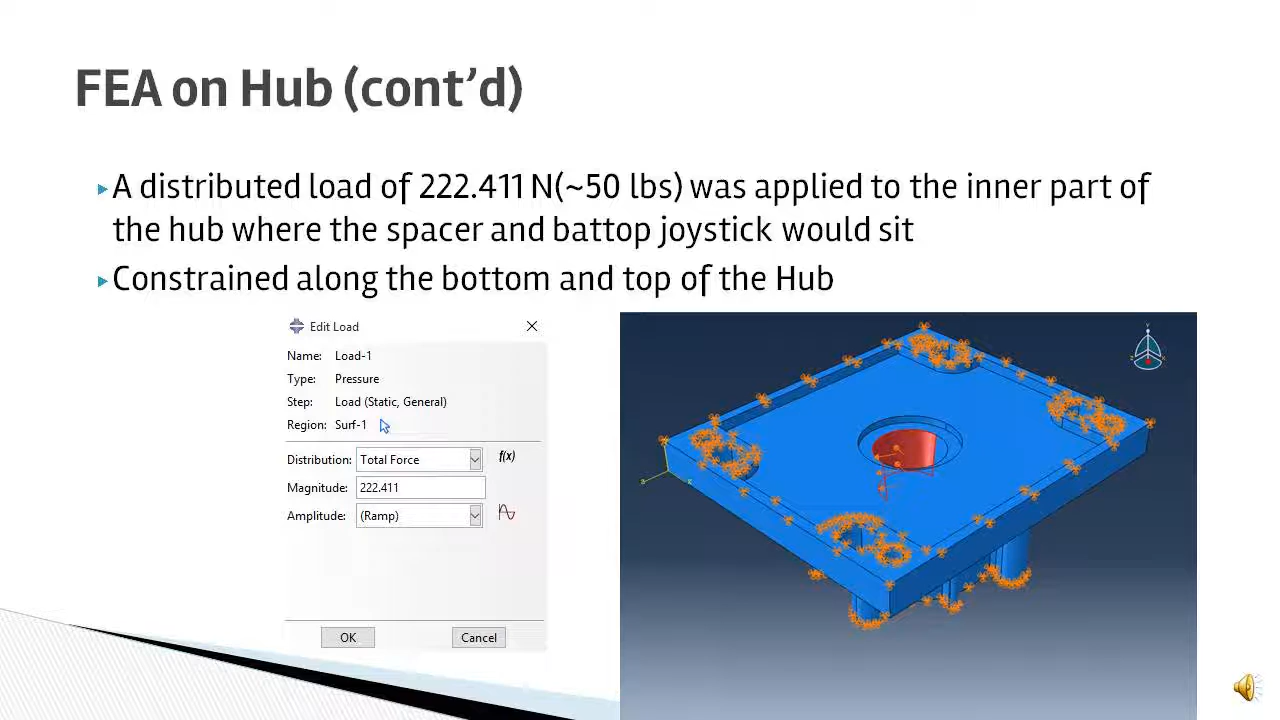 FEA on Hub (cont’d)
A distributed load of 222.411 N(~50 lbs) was applied to the inner part of
the hub where the spacer and battop joystick would sit
Constrained along the bottom and top of the Hub
Edit Load
Name: Load-1
Type: Pressure
Step: Load (Static, General)
Region: Surf-1
Distribution: Total Force f(x)
Magnitude: 222.411
Amplitude: (Ramp)
OK Cancel
Y
Z X
Z X